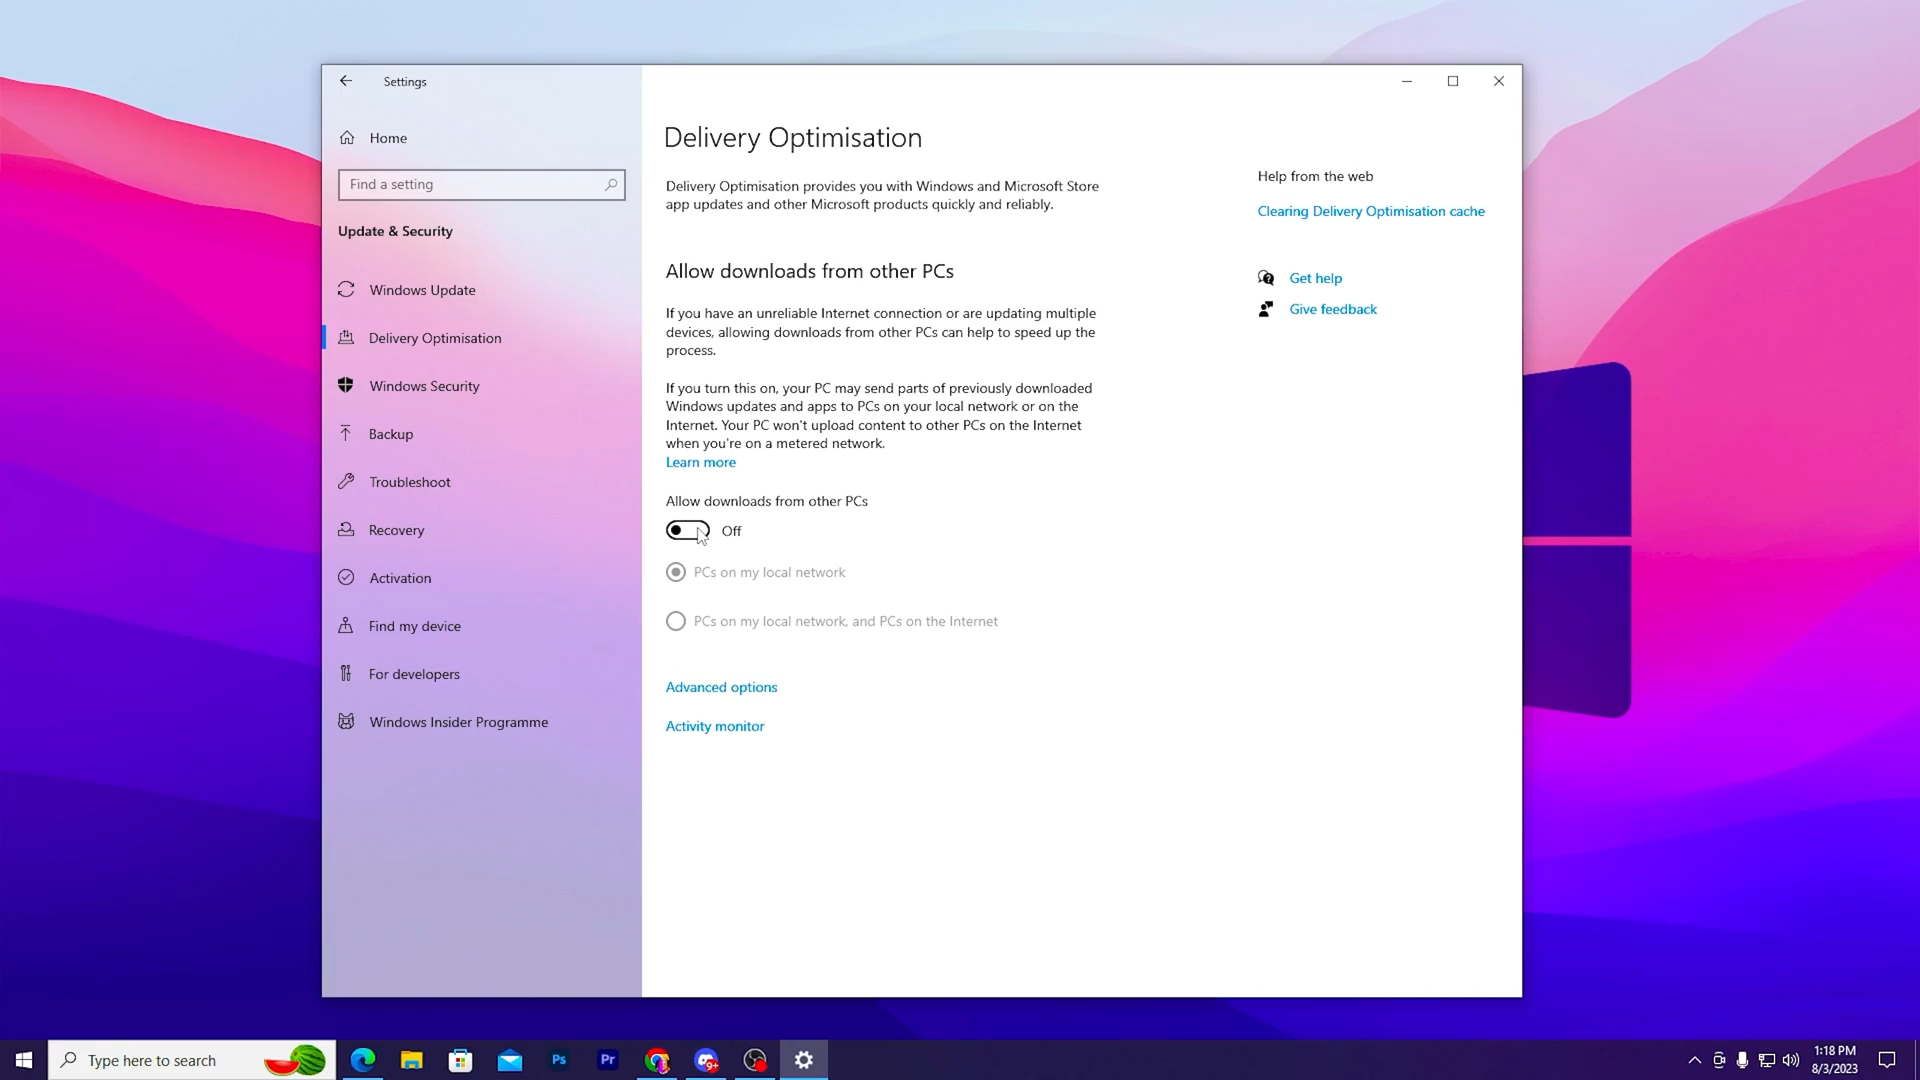 Settings
Home
Find a setting
Update & Security
Windows Update
Delivery Optimisation
Windows Security
Backup
Troubleshoot
Recovery
Activation
Find my device
For developers
Windows Insider Programme
Delivery Optimisation
Delivery Optimisation provides you with Windows and Microsoft Store
app updates and other Microsoft products quickly and reliably.
Allow downloads from other PCs
If you have an unreliable Internet connection or are updating multiple
devices, allowing downloads from other PCs can help to speed up the
process.
If you turn this on, your PC may send parts of previously downloaded
Windows updates and apps to PCs on your local network or on the
Internet. Your PC won't upload content to other PCs on the Internet
when you're on a metered network.
Learn more
Allow downloads from other PCs
Off
PCs on my local network
PCs on my local network, and PCs on the Internet
Advanced options
Activity monitor
Help from the web
Clearing Delivery Optimisation cache
Get help
Give feedback
Type here to search
Ps
Pr
9+
1:18 PM
8/3/2023